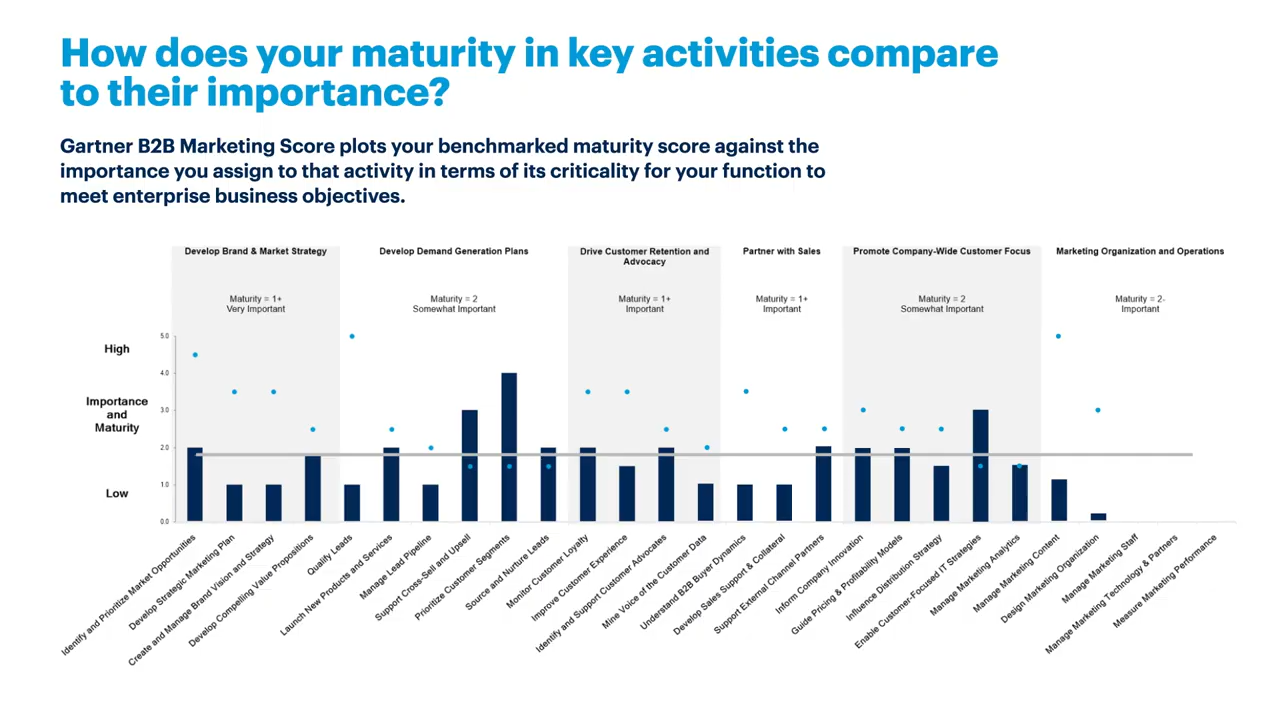 How does your maturity in key activities compare
to their importance?
Gartner B2B Marketing Score plots your benchmarked maturity score against the
importance you assign to that activity in terms of its criticality for your function to
meet enterprise business objectives.
Develop Brand & Market Strategy
Maturity = 1+
Very Important
Develop Demand Generation Plans
Maturity = 2
Somewhat Important
Drive Customer Retention and
Advocacy
Maturity = 1+
Important
Partner with Sales
Maturity = 1+
Important
Promote Company-Wide Customer Focus
Maturity = 2
Somewhat Important
Marketing Organization and Operations
Maturity = 2-
Important
High
Importance
and
Maturity
Low
5.0
4.0
3.0
2.0
1.0
0.0
Identify and Prioritize Market Opportunities
Develop Strategic Marketing Plan
Create and Manage Brand Vision and Strategy
Develop Compelling Value Propositions
Qualify Leads
Launch New Products and Services
Manage Lead Pipeline
Support Cross-Sell and Upsell
Prioritize Customer Segments
Source and Nurture Leads
Monitor Customer Loyalty
Improve Customer Experience
Identify and Support Customer Advocates
Mine Voice of the Customer Data
Understand B2B Buyer Dynamics
Develop Sales Support & Collateral
Support External Channel Partners
Inform Company Innovation
Guide Pricing & Profitability Models
Influence Distribution Strategy
Enable Customer-Focused IT Strategies
Manage Marketing Analytics
Manage Marketing Content
Design Marketing Organization
Manage Marketing Staff
Manage Marketing Technology & Partners
Measure Marketing Performance